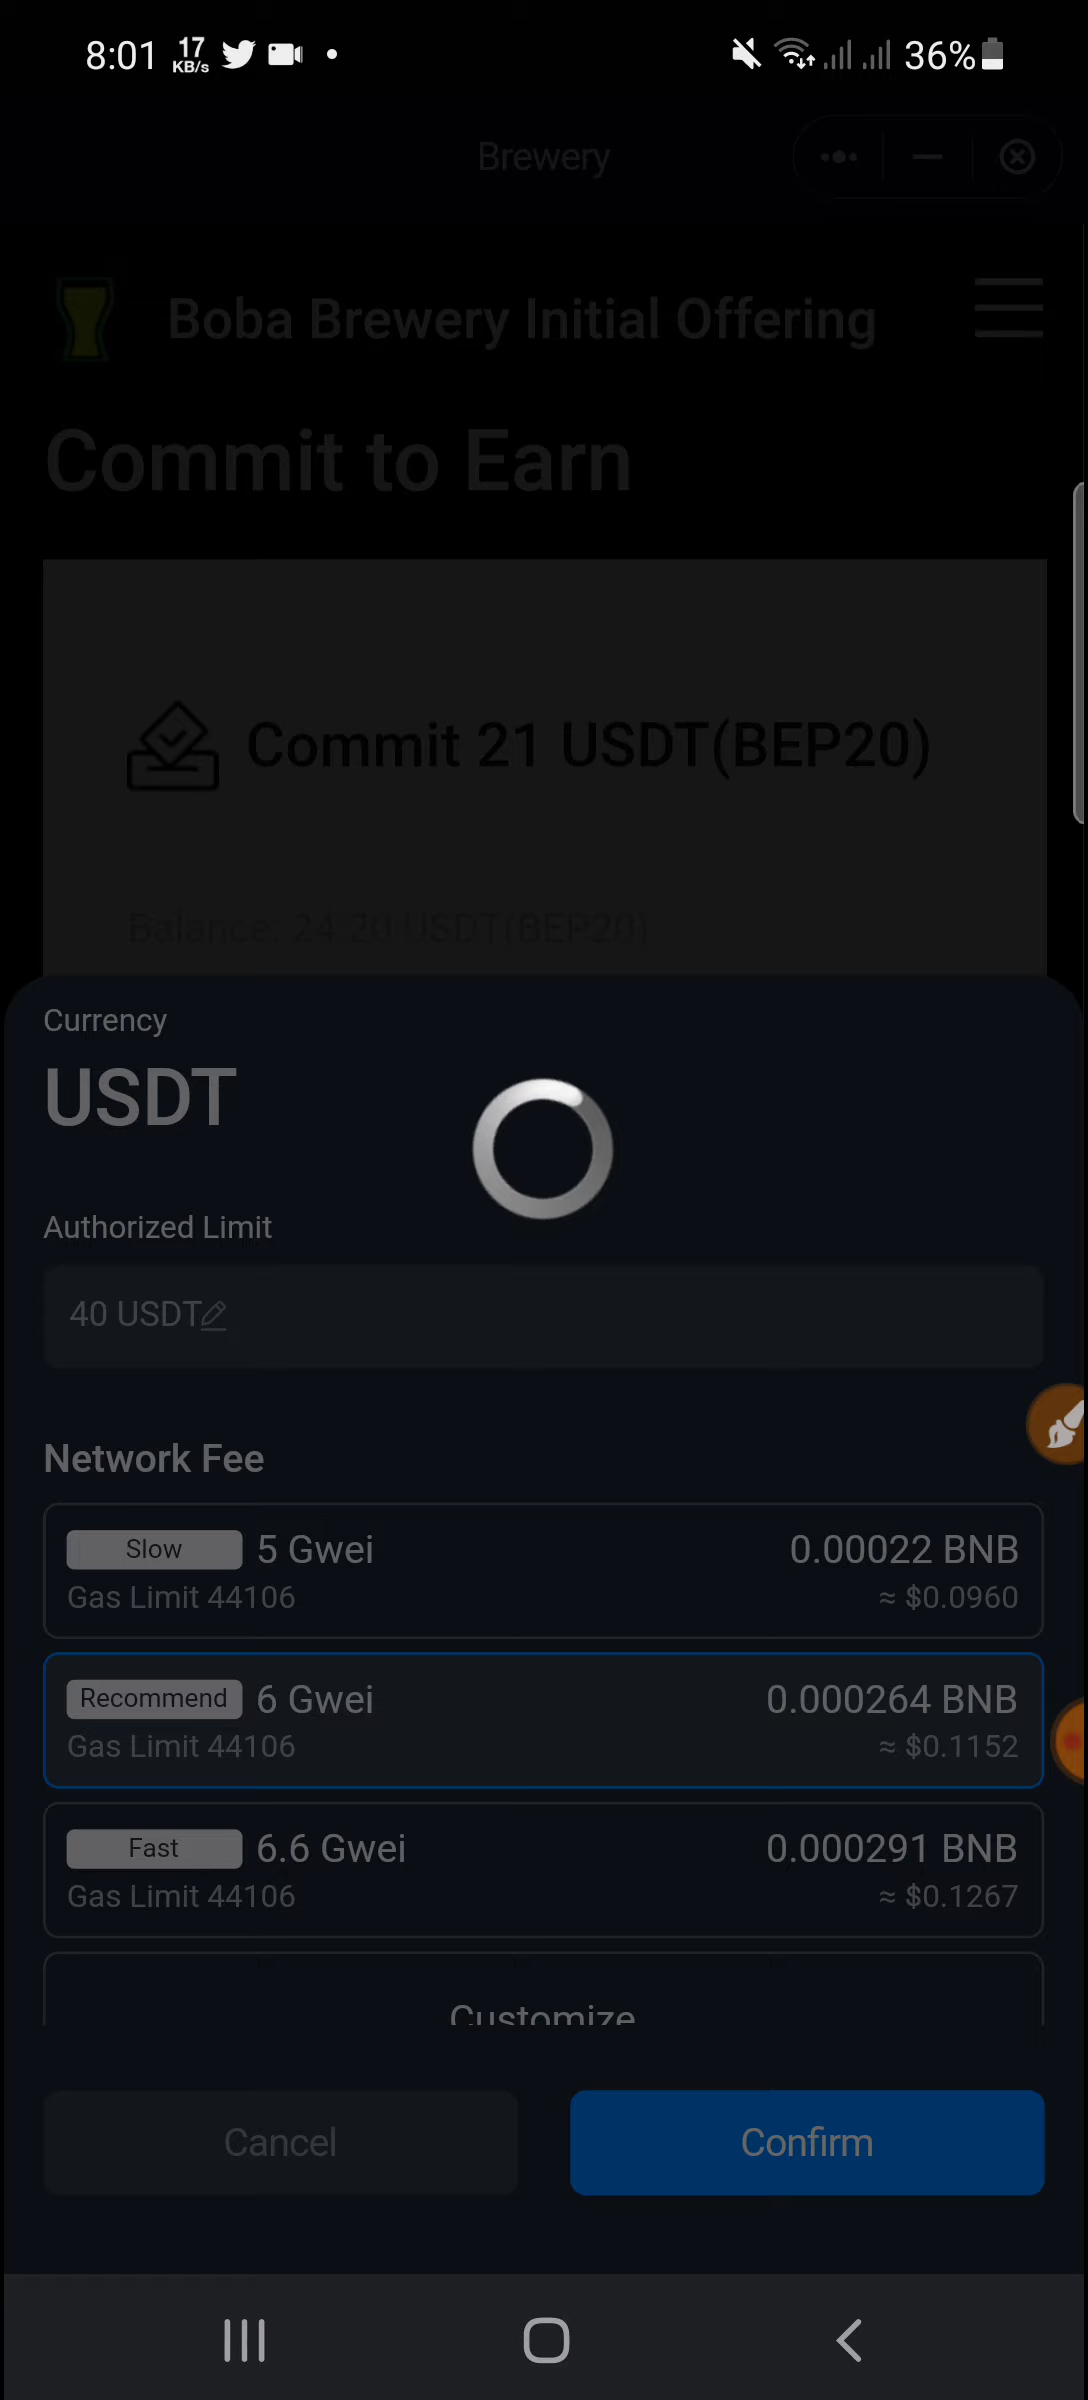 8:01 17 KB/s 36%
Brewery
Boba Brewery Initial Offering
Commit to Earn
Commit 21 USDT(BEP20)
Balance: 24.20 USDT(BEP20)
Currency
USDT
Authorized Limit
40 USDT
Network Fee
Slow 5 Gwei 0.00022 BNB
Gas Limit 44106 ≈ $0.0960
Recommend 6 Gwei 0.000264 BNB
Gas Limit 44106 ≈ $0.1152
Fast 6.6 Gwei 0.000291 BNB
Gas Limit 44106 ≈ $0.1267
Customize
Cancel Confirm